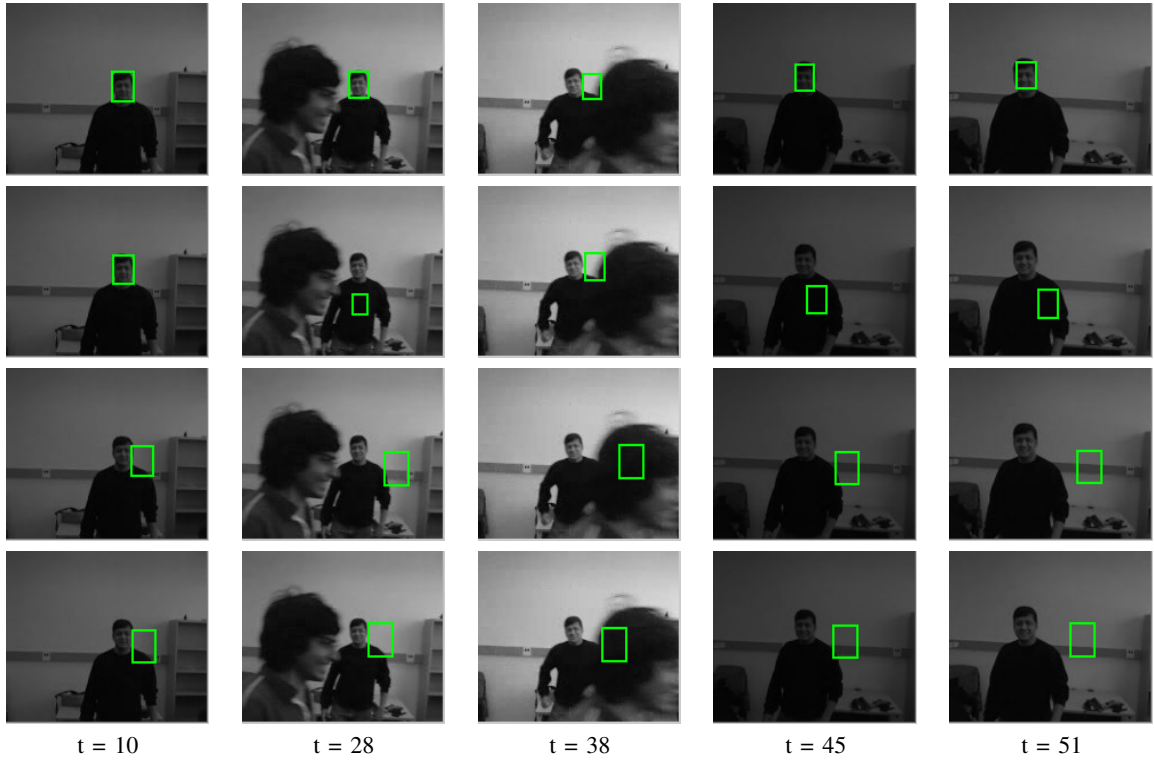 t = 10 t = 28 t = 38 t = 45 t = 51